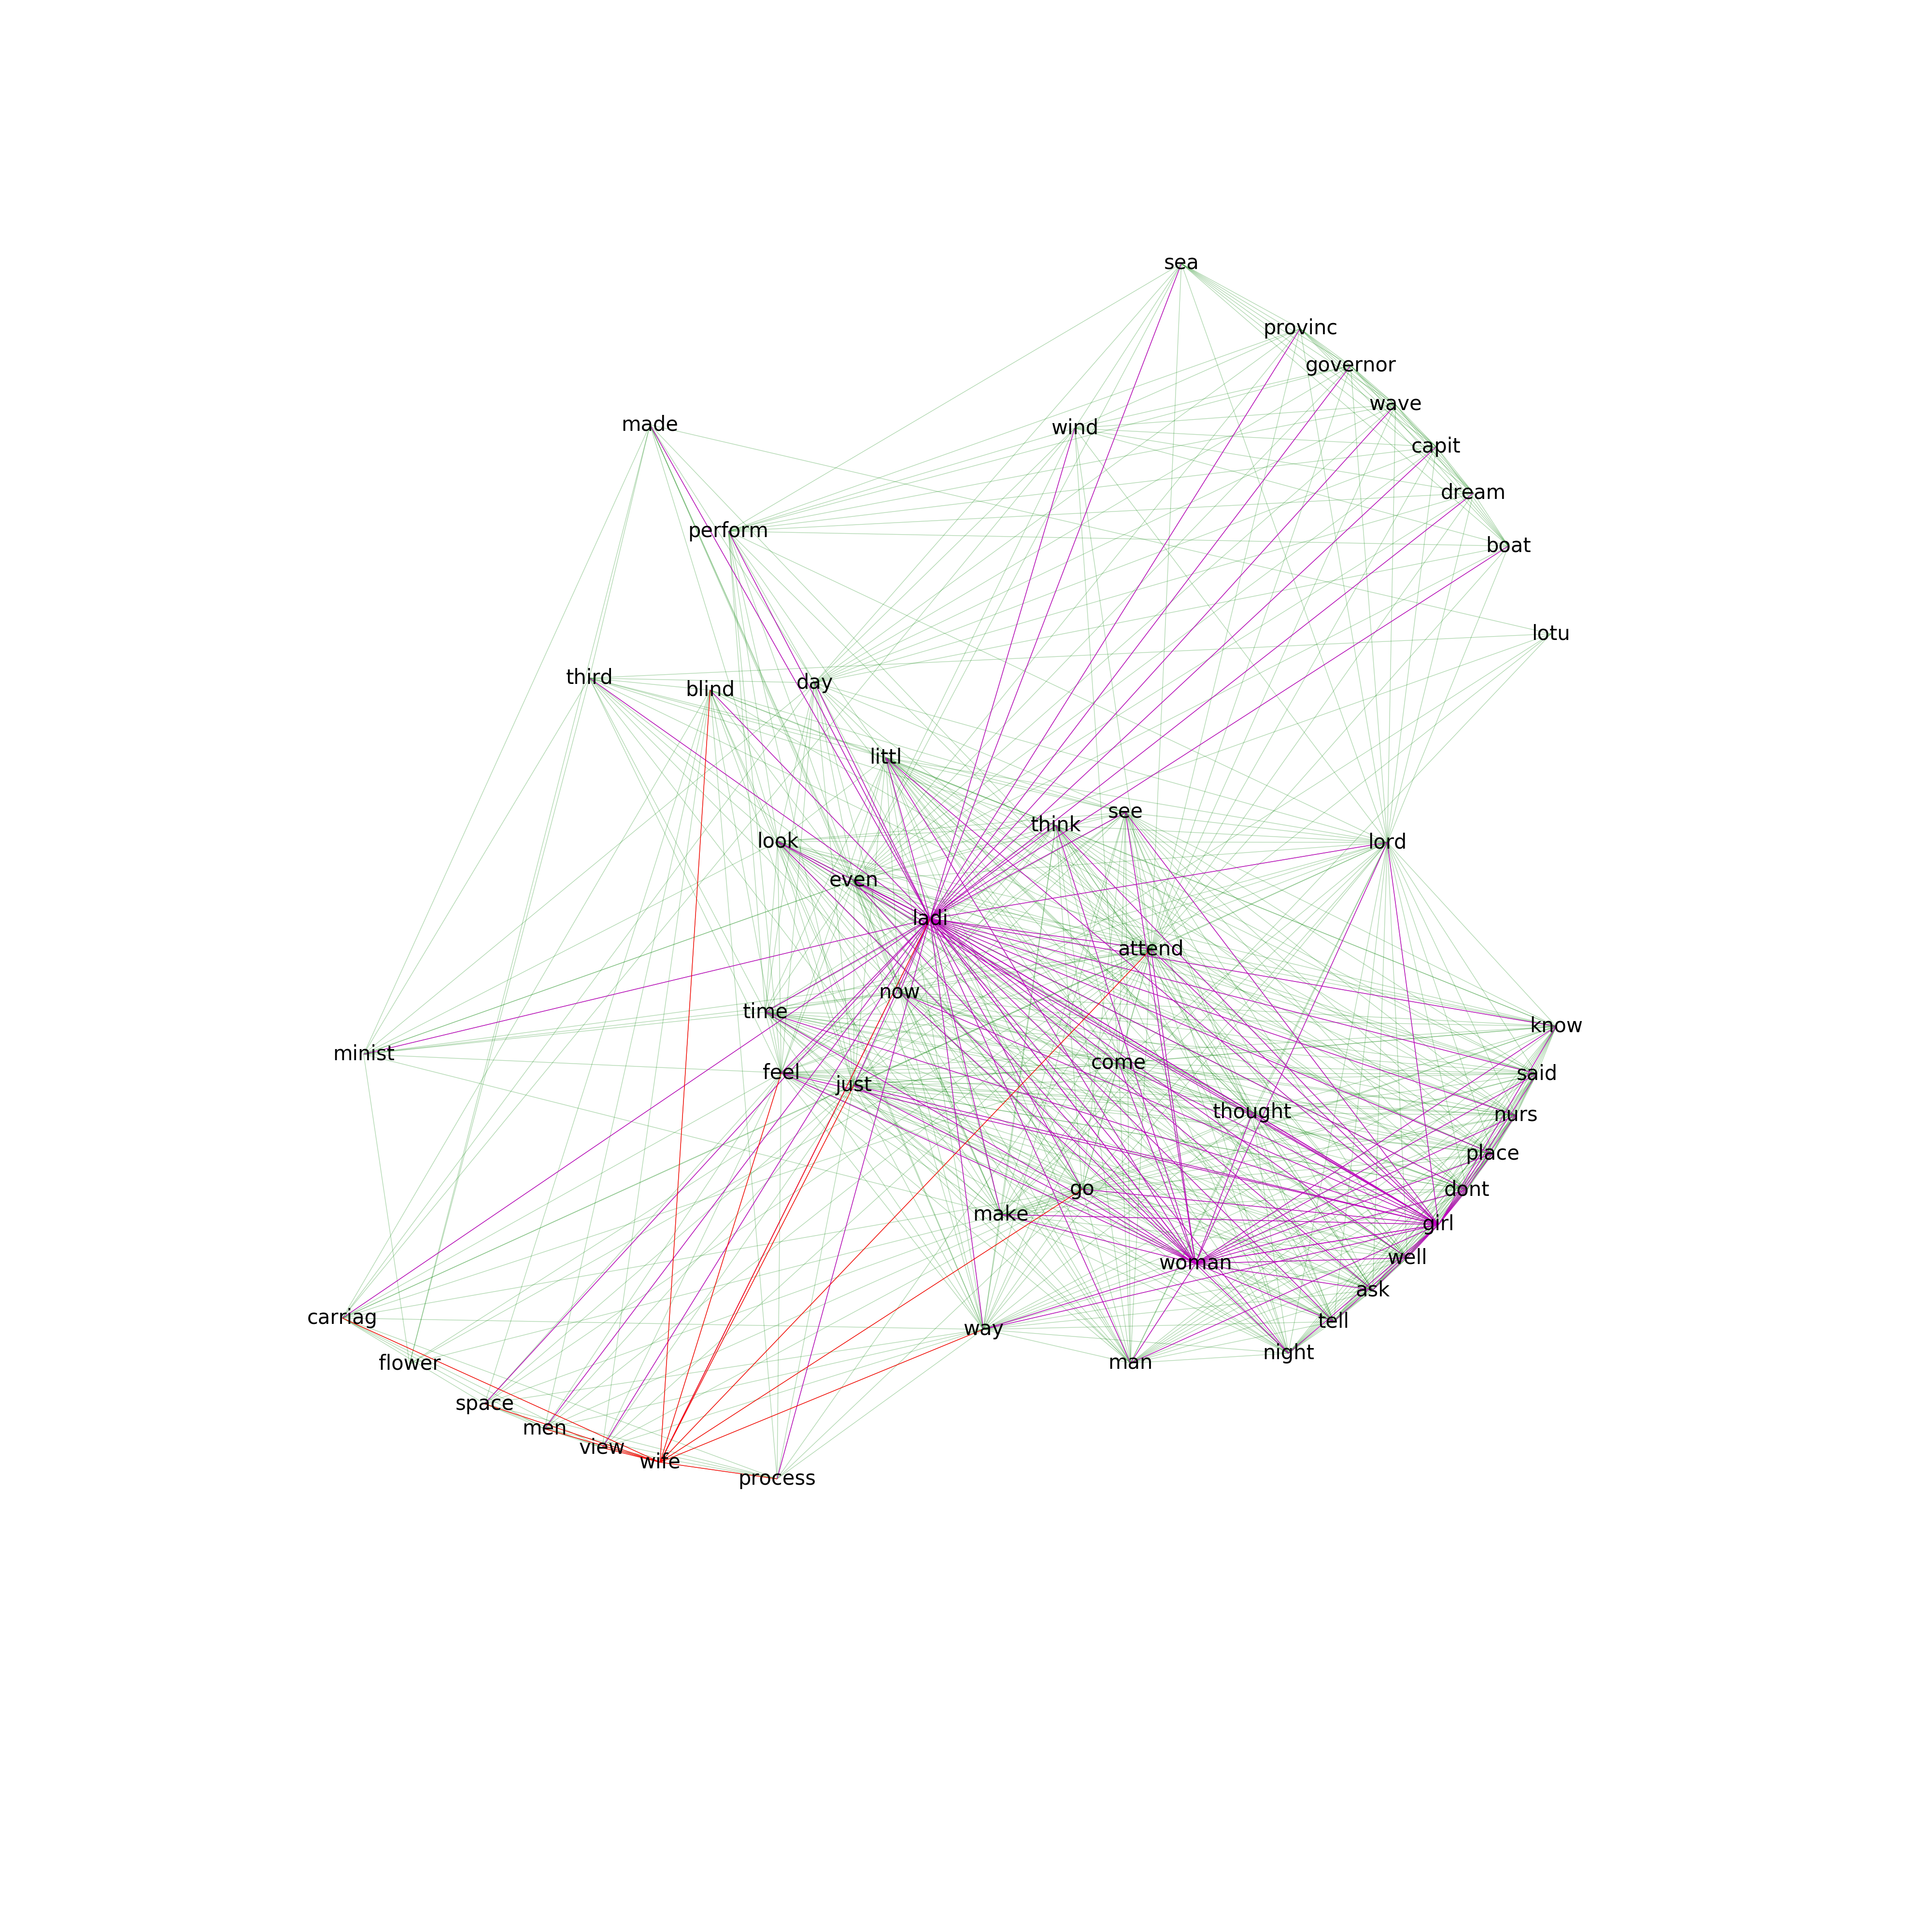 sea
provinc
governor
wave
made
wind
capit
dream
perform
boat
lotu
third
day
blind
littl
see
think
look
lord
even
ladi
attend
now
time
know
minist
come
feel
said
just
thought
nurs
place
go
dont
make
girl
well
woman
ask
carriag
tell
way
night
man
flower
space
men
view
wife
process